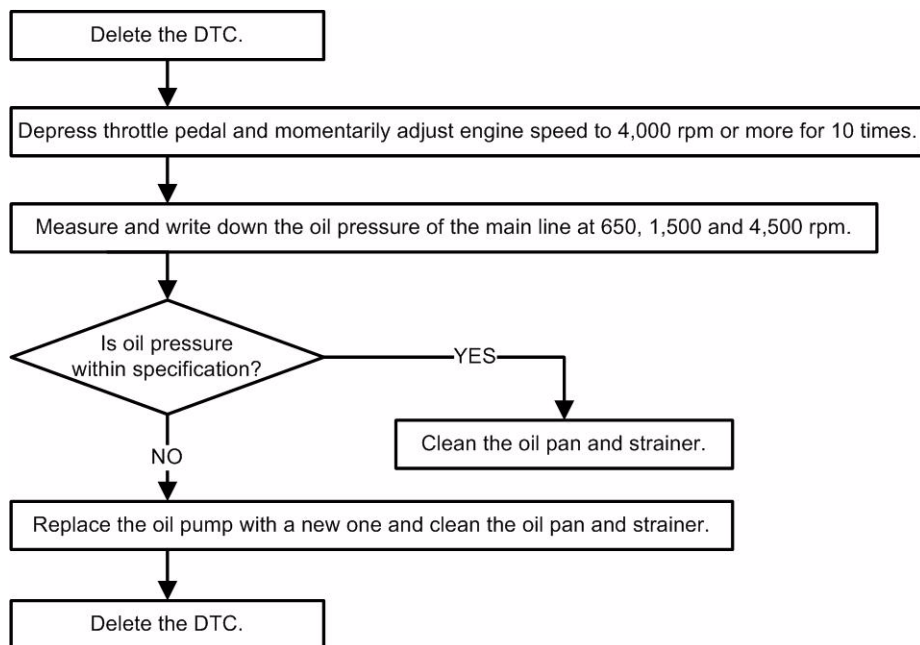 Delete the DTC.
Depress throttle pedal and momentarily adjust engine speed to 4,000 rpm or more for 10 times.
Measure and write down the oil pressure of the main line at 650, 1,500 and 4,500 rpm.
Is oil pressure
within specification?
YES
Clean the oil pan and strainer.
NO
Replace the oil pump with a new one and clean the oil pan and strainer.
Delete the DTC.